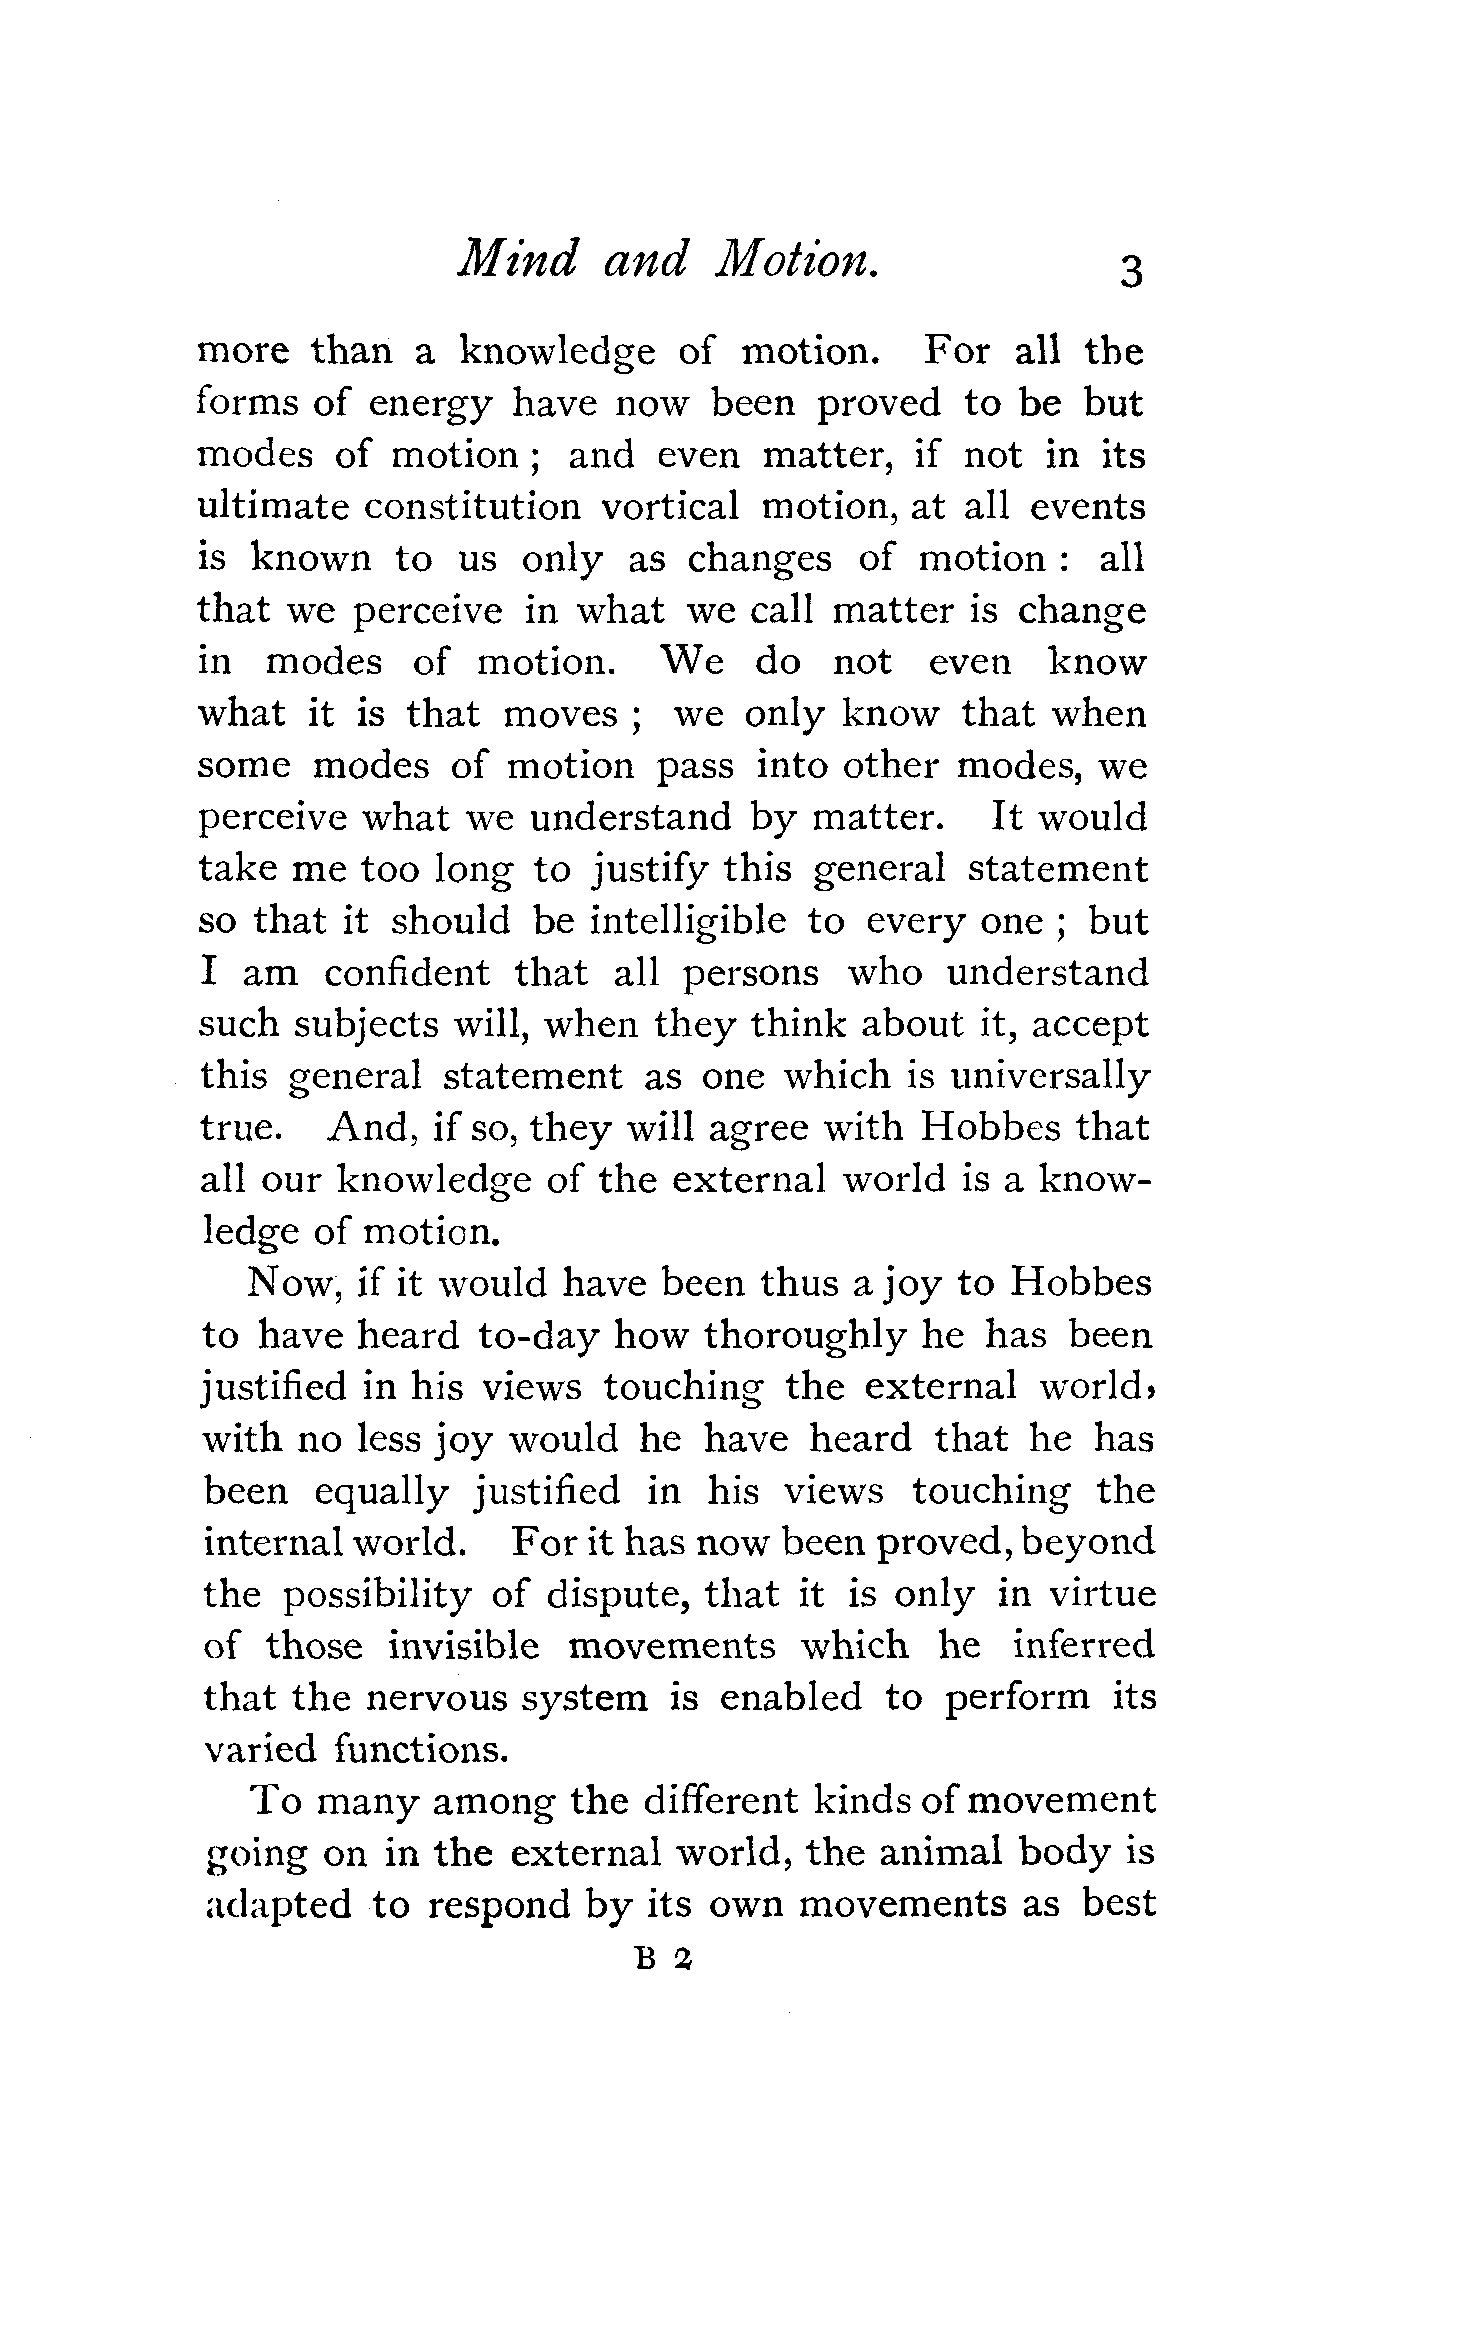 Mind and Motion. 3
more than a knowledge of motion. For all the
forms of energy have now been proved to be but
modes of motion ; and even matter, if not in its
ultimate constitution vortical motion, at all events
is known to us only as changes of motion : all
that we perceive in what we call matter is change
in modes of motion. We do not even know
what it is that moves ; we only know that when
some modes of motion pass into other modes, we
perceive what we understand by matter. It would
take me too long to justify this general statement
so that it should be intelligible to every one ; but
I am confident that all persons who understand
such subjects will, when they think about it, accept
this general statement as one which is universally
true. And, if so, they will agree with Hobbes that
all our knowledge of the external world is a know-
ledge of motion.
Now, if it would have been thus a joy to Hobbes
to have heard to-day how thoroughly he has been
justified in his views touching the external world,
with no less joy would he have heard that he has
been equally justified in his views touching the
internal world. For it has now been proved, beyond
the possibility of dispute, that it is only in virtue
of those invisible movements which he inferred
that the nervous system is enabled to perform its
varied functions.
To many among the different kinds of movement
going on in the external world, the animal body is
adapted to respond by its own movements as best
B 2